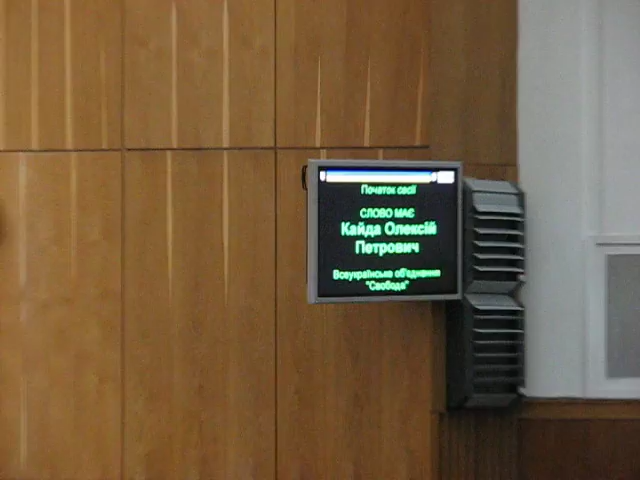 Початок сесії
СЛОВО МАЄ
Кайда Олексій
Петрович
Всеукраїнське об'єднання
"Свобода"